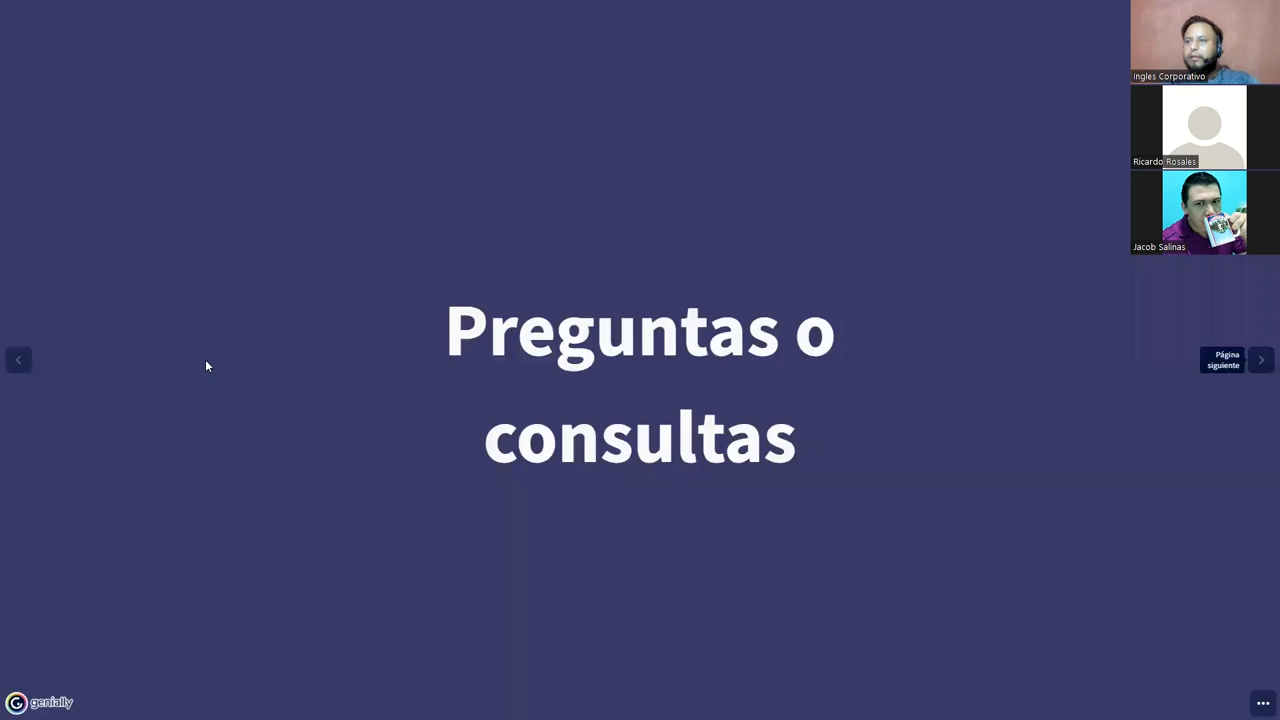 Ingles Corporativo
Ricardo Rosales
Jacob Salinas
Preguntas o
consultas
Página
siguiente
genially